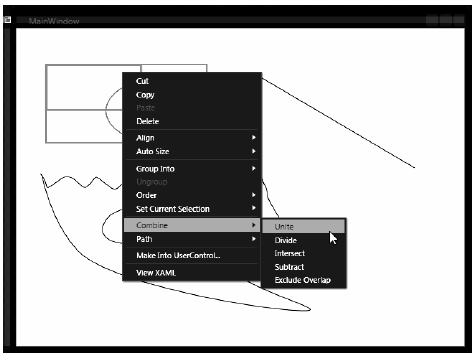 MainWindow
Cut
Copy
Paste
Delete
Align
Auto Size
Group Into
Ungroup
Order
Set Current Selection
Combine
Path
Make Into UserControl...
View XAML
Unite
Divide
Intersect
Subtract
Exclude Overlap